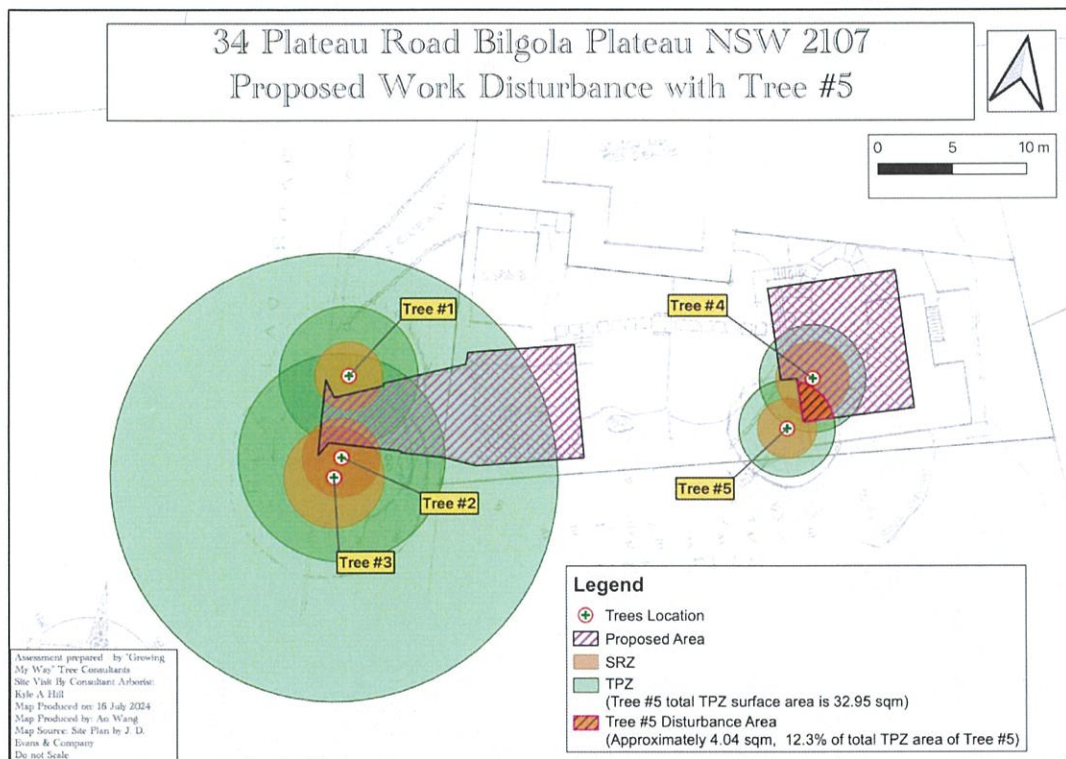 34 Plateau Road Bilgola Plateau NSW 2107
Proposed Work Disturbance with Tree #5
0 5 10 m
Tree #1
Tree #4
Tree #2
Tree #5
Tree #3
Legend
Trees Location
Proposed Area
SRZ
TPZ
(Tree #5 total TPZ surface area is 32.95 sqm)
Tree #5 Disturbance Area
(Approximately 4.04 sqm, 12.3% of total TPZ area of Tree #5)
Assessment prepared by 'Growing
My Way' Tree Consultants
Site Visit By Consultant Arborist:
Kyle A Hill
Map Produced on: 16 July 2024
Map Produced by: Ao Wang
Map Source: Site Plan by J. D.
Evans & Company
Do not Scale